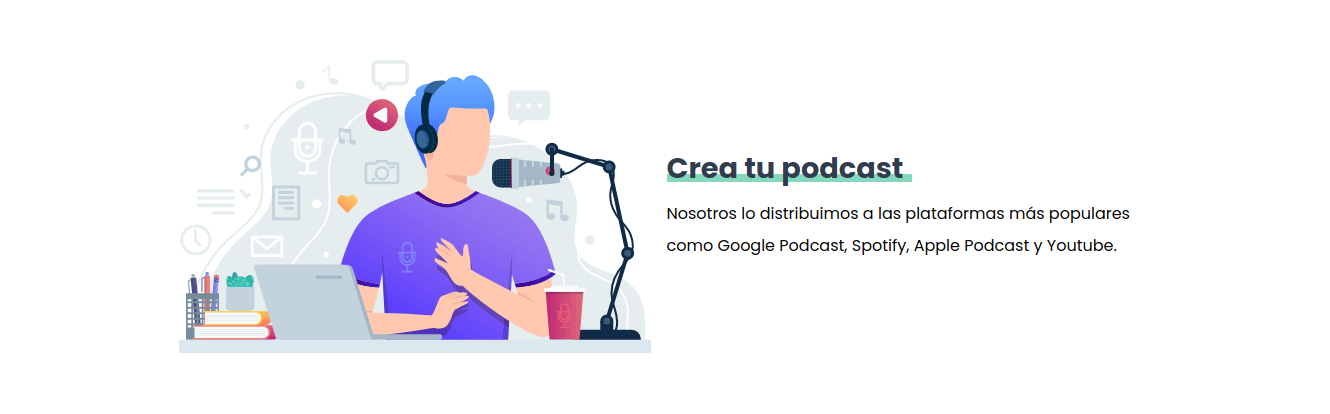 Crea tu podcast
Nosotros lo distribuimos a las plataformas más populares
como Google Podcast, Spotify, Apple Podcast y Youtube.